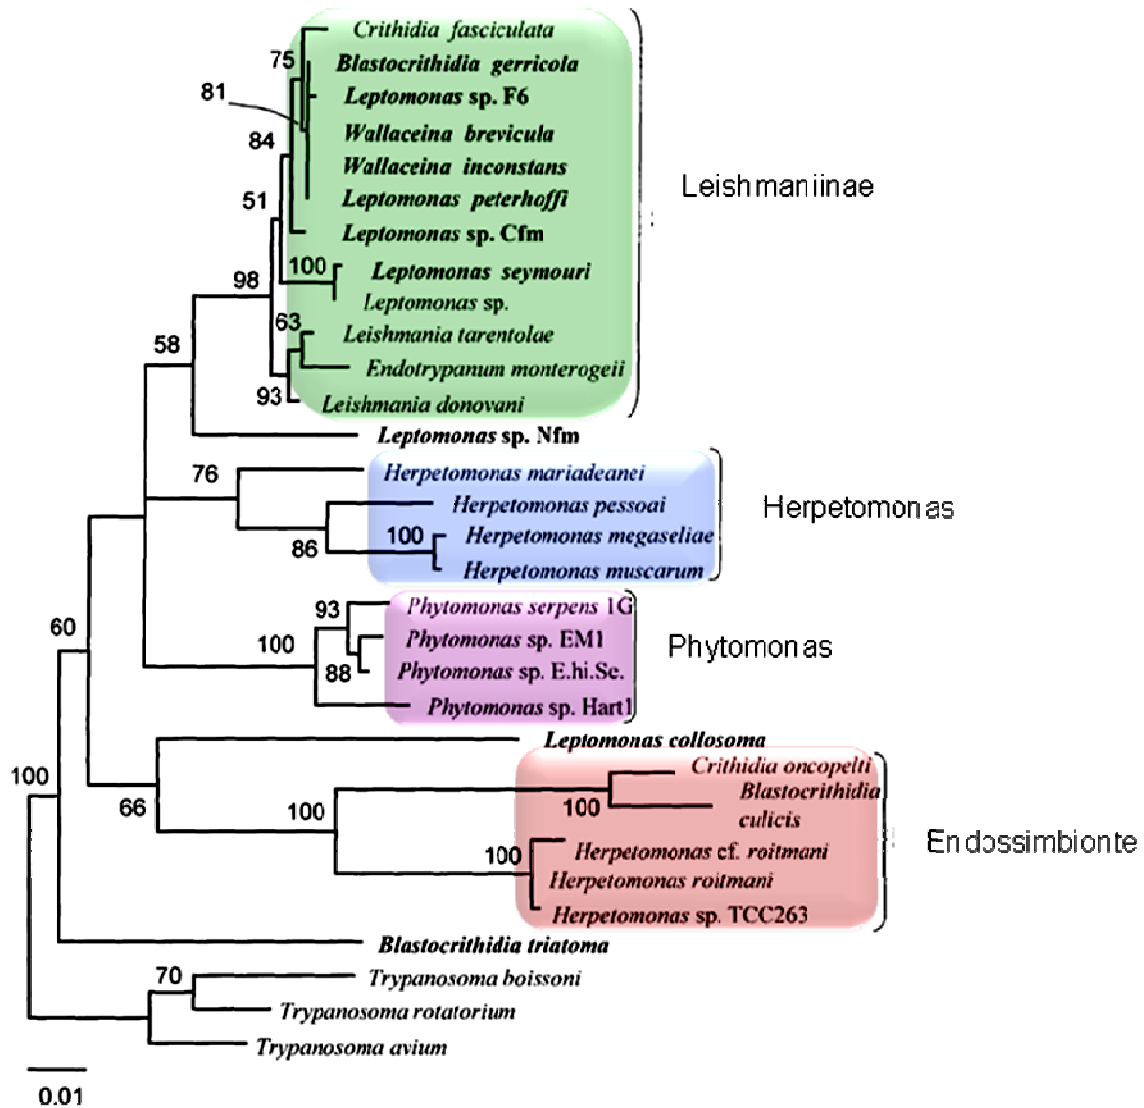 Crithidia fasciculata
75
Blastocrithidia gerricola
81
Leptomonas sp. F6
84
Wallaceina brevicula
Wallaceina inconstans
Leishmaniinae
51
Leptomonas peterhoffi
Leptomonas sp. Cfm
98
100
Leptomonas seymouri
Leptomonas sp.
63
Leishmania tarentolae
58
Endotrypanum monterogeii
93
Leishmania donovani
Leptomonas sp. Nfm
76
Herpetomonas mariadeanei
Herpetomonas pessoai
Herpetomonas
86
100
Herpetomonas megaseliae
Herpetomonas muscarum
93
Phytomonas serpens 1G
60
100
Phytomonas sp. EM1
Phytomonas
88
Phytomonas sp. E.hi.Se.
Phytomonas sp. Hart1
Leptomonas collosoma
100
Crithidia oncopelti
66
100
100
Blastocrithidia
culicis
Endossimbionte
100
Herpetomonas cf. roitmani
Herpetomonas roitmani
Herpetomonas sp. TCC263
Blastocrithidia triatoma
70
Trypanosoma boissoni
Trypanosoma rotatorium
Trypanosoma avium
0.01